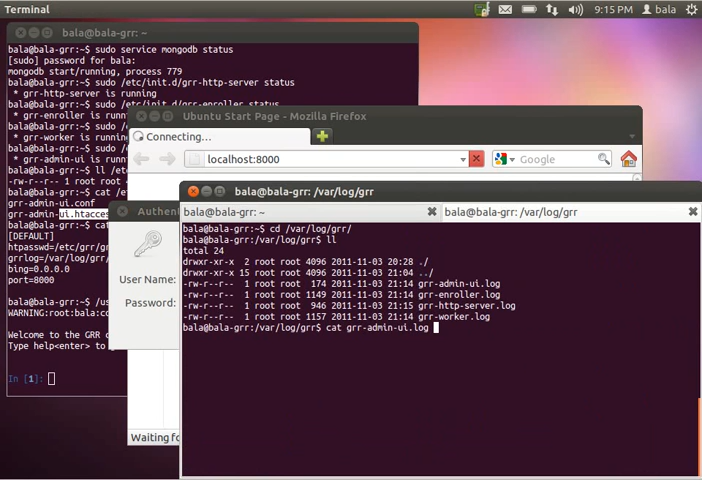 Terminal
9:15 PM
bala
bala@bala-grr: ~
bala@bala-grr:~$ sudo service mongodb status
[sudo] password for bala:
mongodb start/running, process 779
bala@bala-grr:~$ sudo /etc/init.d/grr-http-server status
* grr-http-server is running
bala@bala-grr:~$ sudo /etc/init.d/grr-enroller status
* grr-enroller is runn
bala@bala-grr:~$ sudo /
* grr-worker is running
bala@bala-grr:~$ sudo /
* grr-admin-ui is runn
bala@bala-grr:~$ ll /etc
-rw-r--r-- 1 root root
bala@bala-grr:~$ cat /e
grr-admin-ui.conf
grr-admin-ui.htacces
bala@bala-grr:~$ cat
[DEFAULT]
htpasswd=/etc/grr/gr
grrlog=/var/log/grr/
bing=0.0.0.0
port=8000
bala@bala-grr:~$ /us
WARNING:root:bala:co
Welcome to the GRR c
Type help<enter> to
In [1]:
Ubuntu Start Page - Mozilla Firefox
Connecting...
localhost:8000
Google
Waiting fo
Authent
User Name:
Password:
bala@bala-grr: /var/log/grr
bala@bala-grr: ~
bala@bala-grr: /var/log/grr
bala@bala-grr:~$ cd /var/log/grr/
bala@bala-grr:/var/log/grr$ ll
total 24
drwxr-xr-x 2 root root 4096 2011-11-03 20:28 ./
drwxr-xr-x 15 root root 4096 2011-11-03 21:04 ../
-rw-r--r-- 1 root root 174 2011-11-03 21:14 grr-admin-ui.log
-rw-r--r-- 1 root root 1149 2011-11-03 21:14 grr-enroller.log
-rw-r--r-- 1 root root 946 2011-11-03 21:15 grr-http-server.log
-rw-r--r-- 1 root root 1157 2011-11-03 21:14 grr-worker.log
bala@bala-grr:/var/log/grr$ cat grr-admin-ui.log